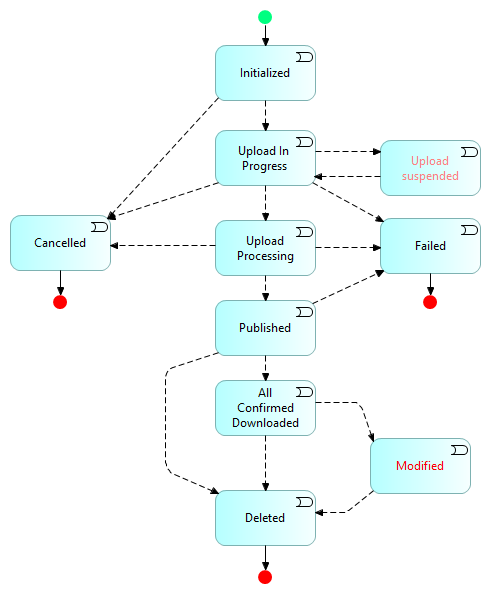 Initialized
Upload In
Progress
Upload
suspended
Cancelled
Upload
Processing
Failed
Published
All
Confirmed
Downloaded
Modified
Deleted